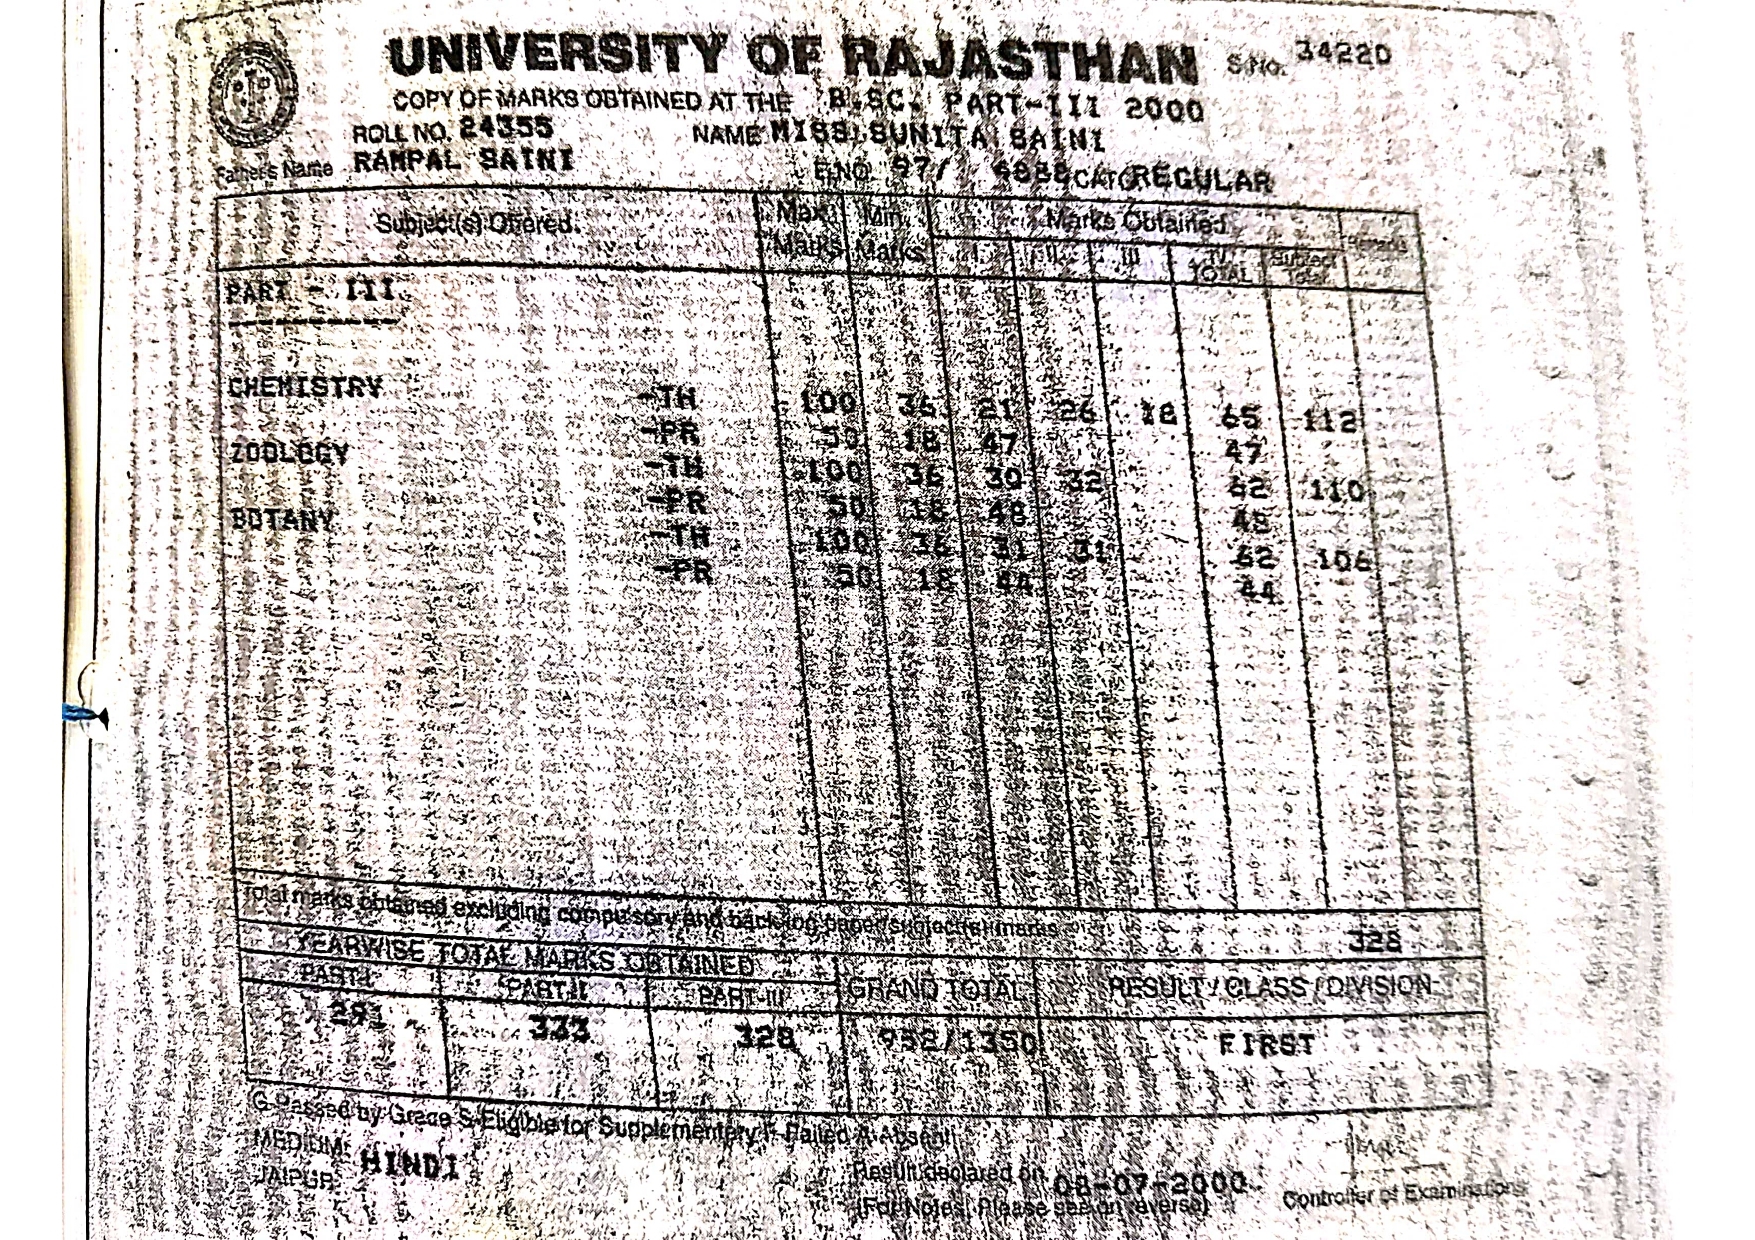 UNIVERSITY OF RAJASTHAN S.No. 34220
COPY OF MARKS OBTAINED AT THE B.SC. PART-III 2000
ROLL NO. 24355 NAME MISS SUNITA SAINI
Father's Name RAMPAL SAINI E.NO. 97/ CAT REGULAR
Subject(s) Offered. Max. Marks Min. Marks Marks Obtained Remarks
I II III IV TOTAL Subject Total
PART - III
CHEMISTRY -TH 100 36 21 26 18 65 112
-PR 50 18 47 47
ZOOLOGY -TH 100 36 30 32 62 110
-PR 50 18 48 48
BOTANY -TH 100 36 31 31 62 106
-PR 50 18 44 44
Total marks obtained excluding compulsory and backlog paper/subject(s) marks 328
YEARWISE TOTAL MARKS OBTAINED GRAND TOTAL RESULT / CLASS / DIVISION
PART-I PART-II PART-III
291 333 328 952/1350 FIRST
G-Passed by Grace S-Eligible for Supplementary F-Failed A-Absent
MEDIUM: HINDI
JAIPUR: Result declared on 08-07-2000
(For Notes, Please see on reverse) Controller of Examinations